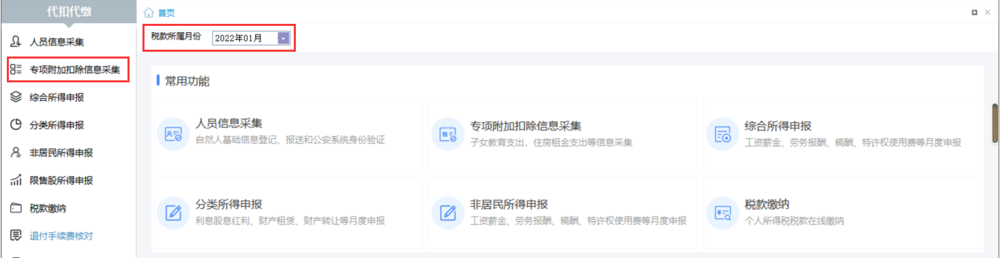 代扣代缴
首页
人员信息采集
税款所属月份 2022年01月
专项附加扣除信息采集
综合所得申报
分类所得申报
非居民所得申报
限售股所得申报
税款缴纳
退付手续费核对
常用功能
人员信息采集
自然人基础信息登记、报送和公安系统身份验证
专项附加扣除信息采集
子女教育支出，住房租金支出等信息采集
综合所得申报
工资薪金、劳务报酬、稿酬、特许权使用费等月度申报
分类所得申报
利息股息红利、财产租赁、财产转让等月度申报
非居民所得申报
工资薪金、劳务报酬、稿酬、特许权使用费等月度申报
税款缴纳
个人所得税税款在线缴纳